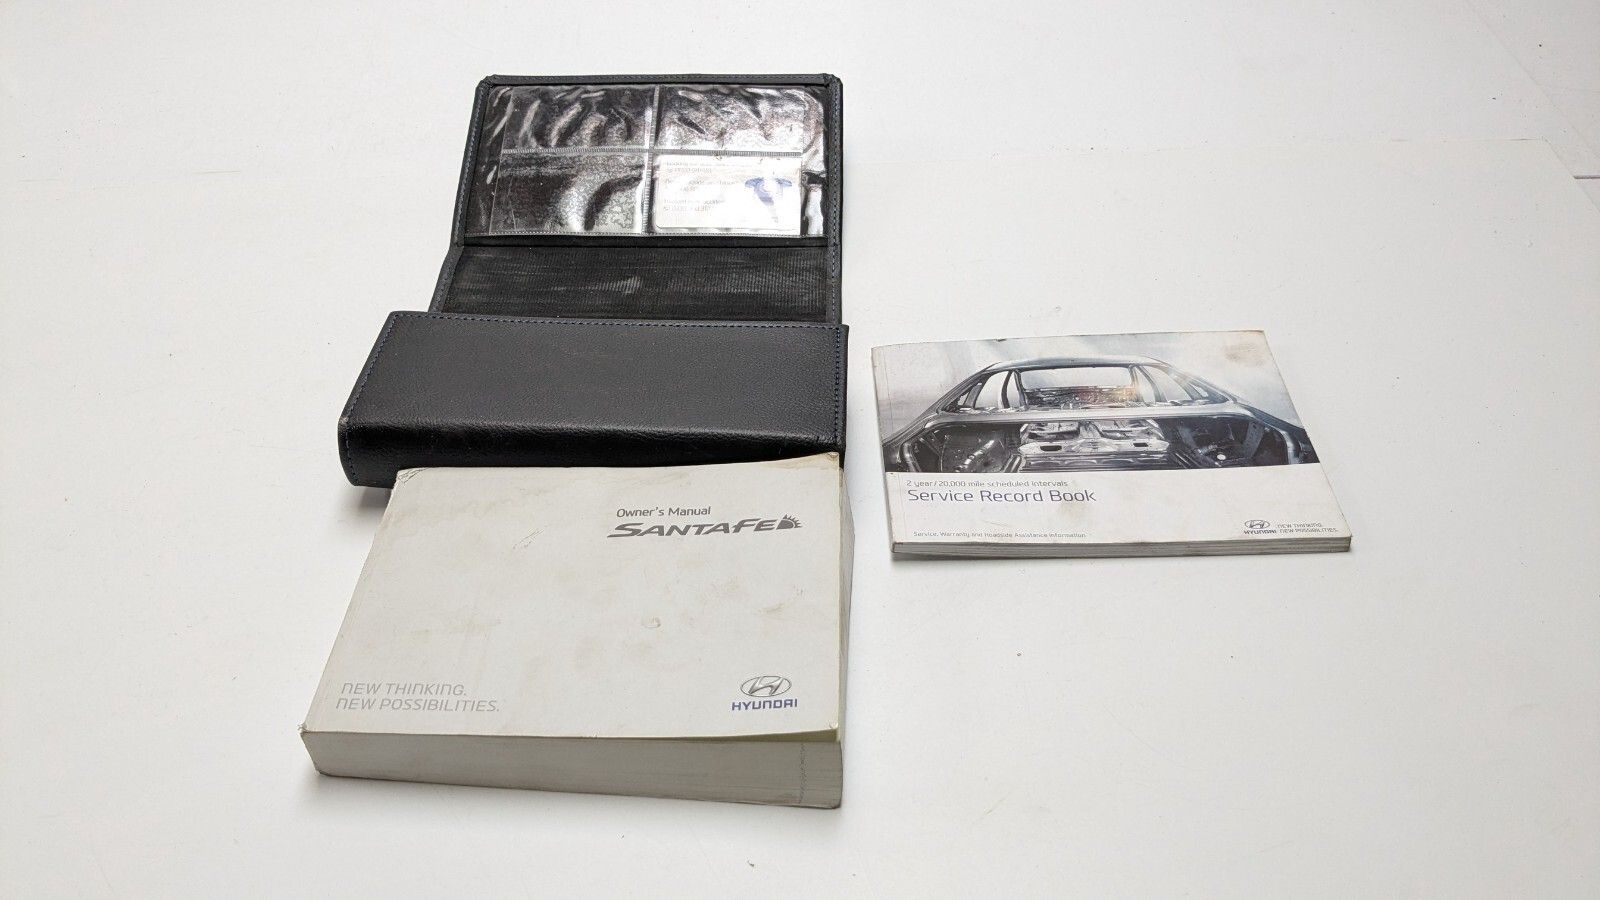 Owner's Manual
SANTAFE
NEW THINKING.
NEW POSSIBILITIES.
HYUNDAI
2 year/20,000 mile scheduled intervals
Service Record Book
Service, Warranty and Roadside Assistance Information
HYUNDAI
NEW THINKING.
NEW POSSIBILITIES.